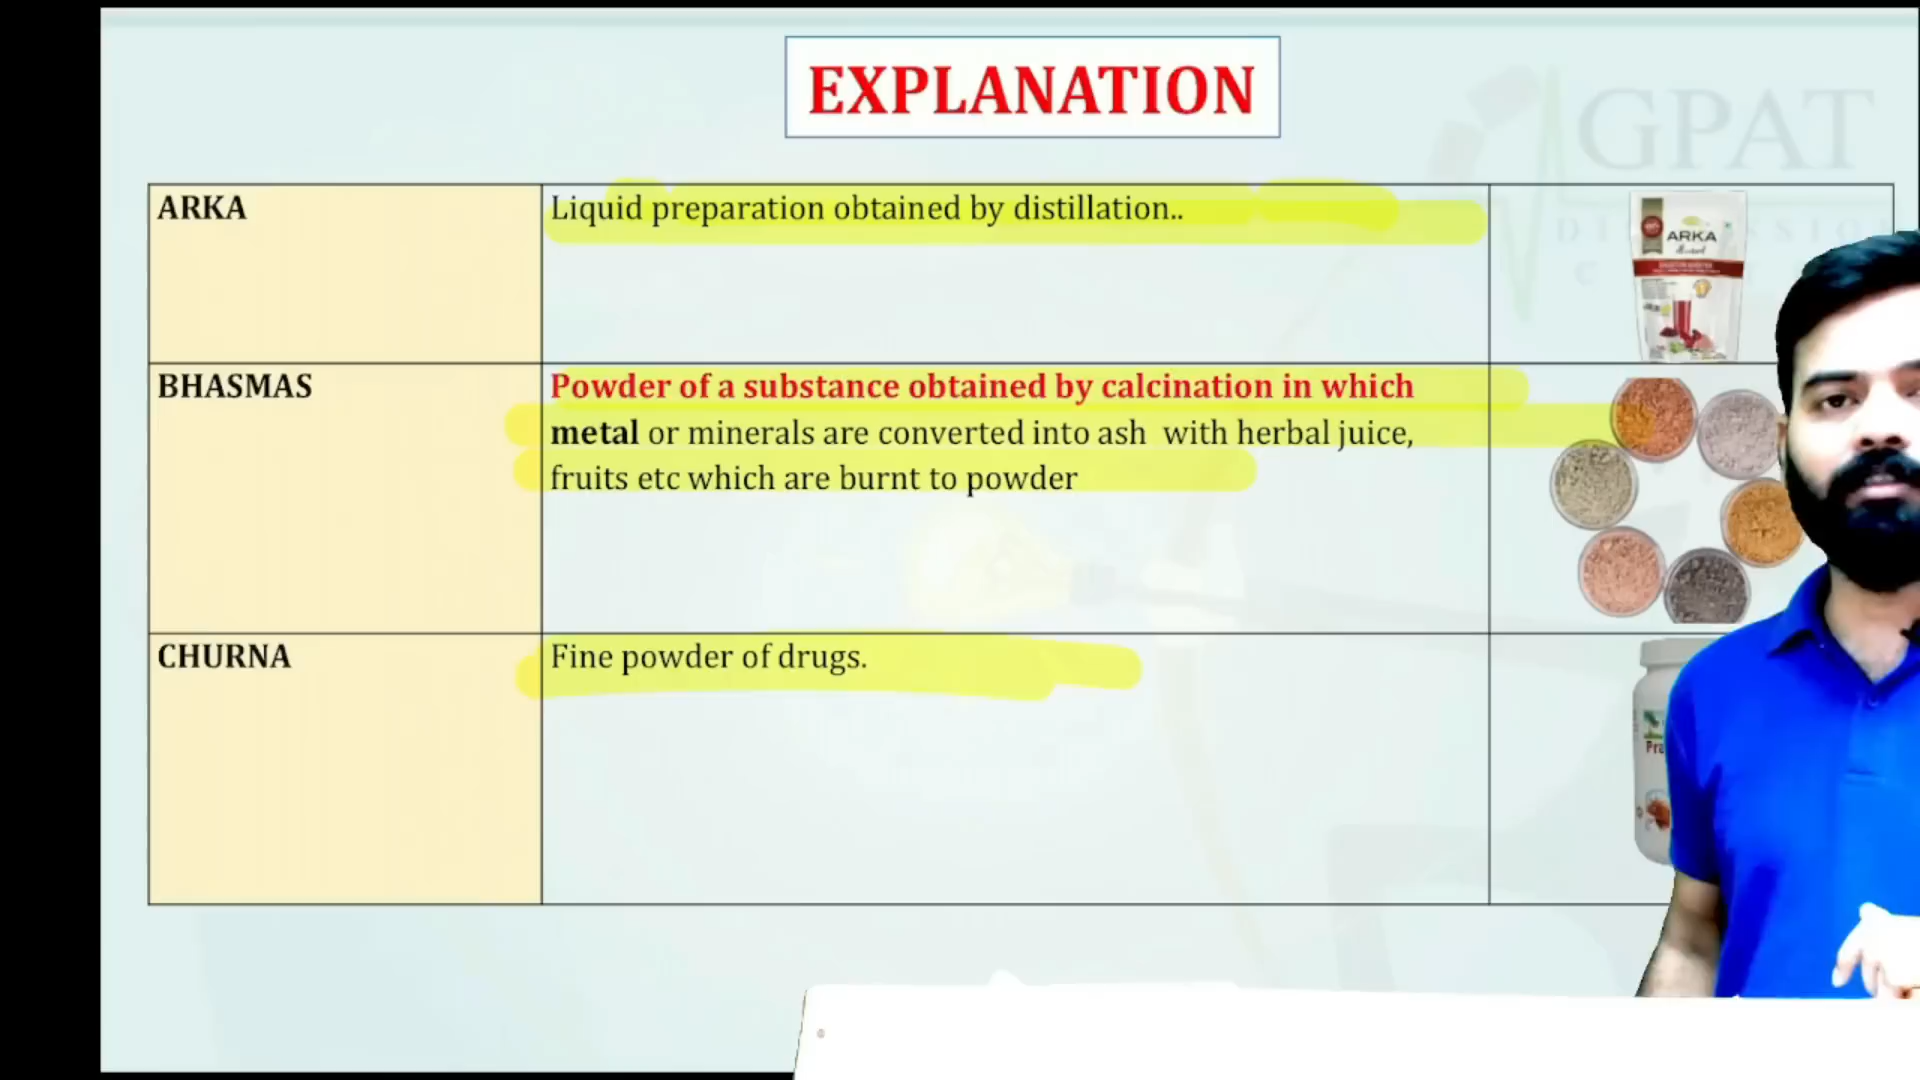 EXPLANATION
GPAT
ARKA
Liquid preparation obtained by distillation..
ARKA
BHASMAS
Powder of a substance obtained by calcination in which
metal or minerals are converted into ash with herbal juice,
fruits etc which are burnt to powder
CHURNA
Fine powder of drugs.